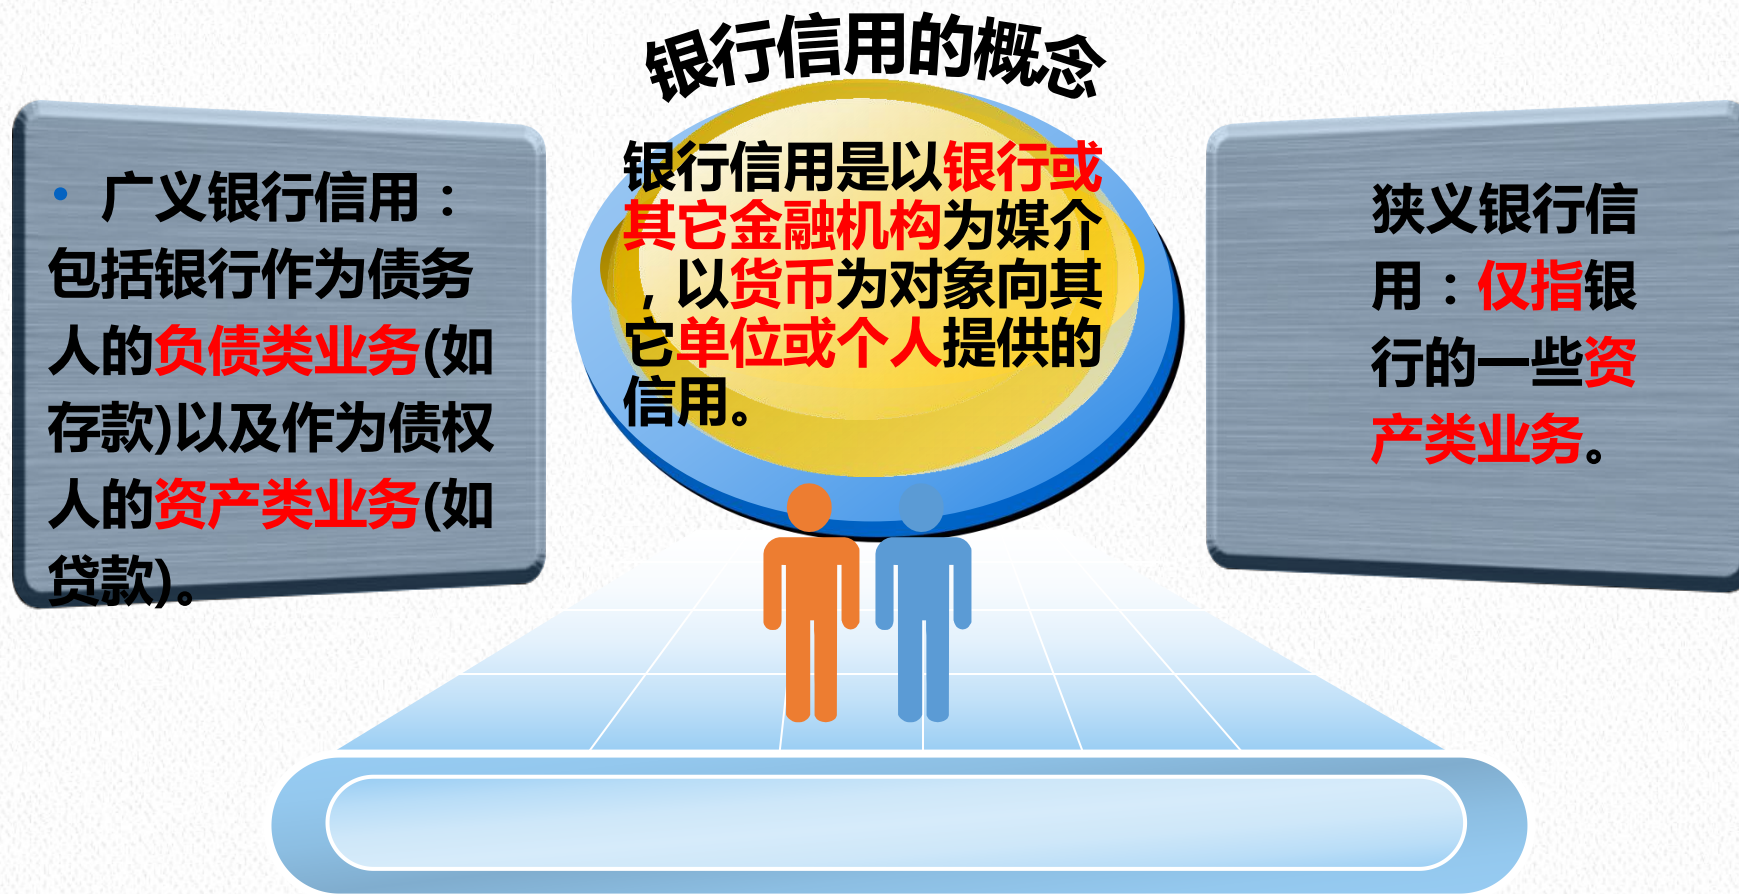 银行信用的概念
• 广义银行信用：
包括银行作为债务
人的负债类业务(如
存款)以及作为债权
人的资产类业务(如
贷款)。
银行信用是以银行或
其它金融机构为媒介
，以货币为对象向其
它单位或个人提供的
信用。
狭义银行信
用：仅指银
行的一些资
产类业务。